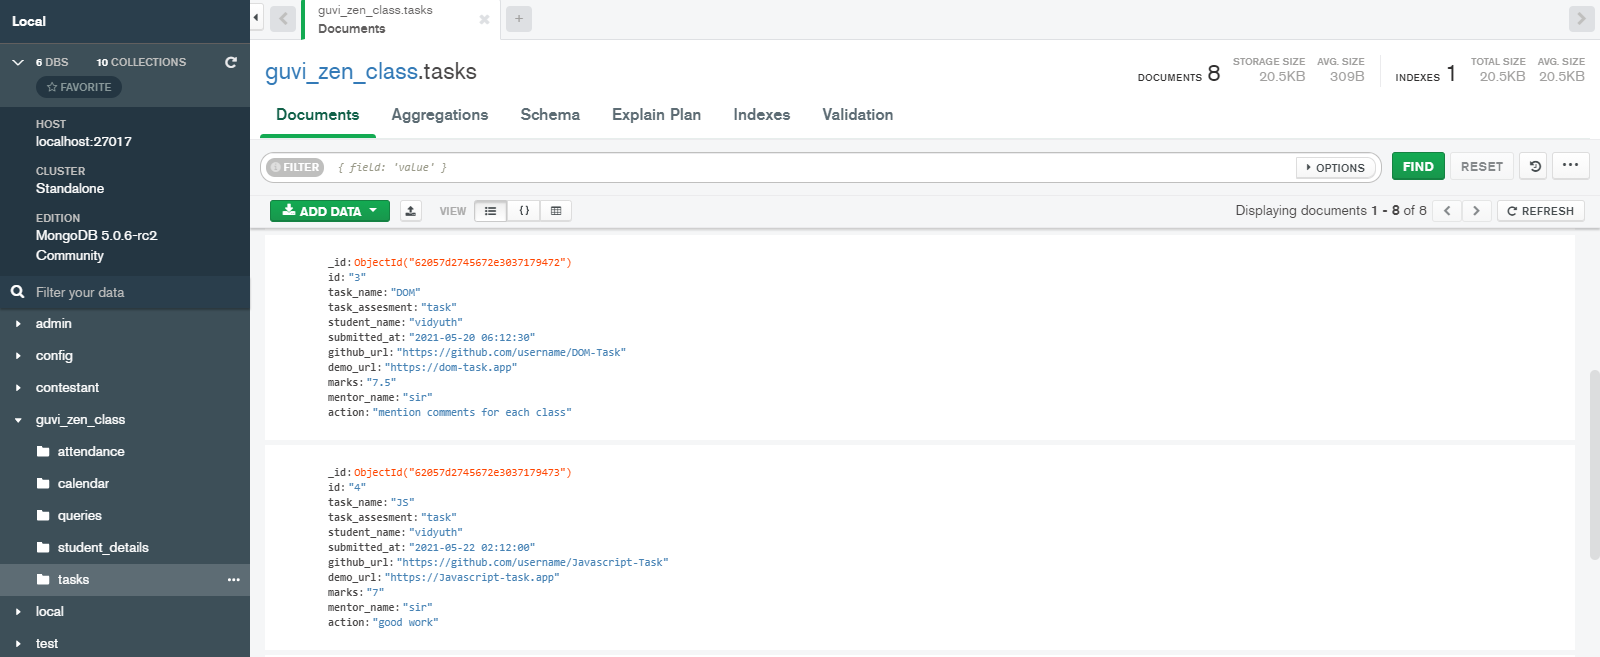 Local
6 DBS 10 COLLECTIONS
FAVORITE
HOST
localhost:27017
CLUSTER
Standalone
EDITION
MongoDB 5.0.6-rc2
Community
Filter your data
admin
config
contestant
guvi_zen_class
attendance
calendar
queries
student_details
tasks
local
test
guvi_zen_class.tasks
Documents
guvi_zen_class.tasks
DOCUMENTS 8
STORAGE SIZE
20.5KB
AVG. SIZE
309B
INDEXES 1
TOTAL SIZE
20.5KB
AVG. SIZE
20.5KB
Documents Aggregations Schema Explain Plan Indexes Validation
FILTER { field: 'value' } OPTIONS FIND RESET
ADD DATA VIEW {} Displaying documents 1 - 8 of 8 REFRESH
_id: ObjectId("62057d2745672e3037179472")
id: "3"
task_name: "DOM"
task_assesment: "task"
student_name: "vidyuth"
submitted_at: "2021-05-20 06:12:30"
github_url: "https://github.com/username/DOM-Task"
demo_url: "https://dom-task.app"
marks: "7.5"
mentor_name: "sir"
action: "mention comments for each class"
_id: ObjectId("62057d2745672e3037179473")
id: "4"
task_name: "JS"
task_assesment: "task"
student_name: "vidyuth"
submitted_at: "2021-05-22 02:12:00"
github_url: "https://github.com/username/Javascript-Task"
demo_url: "https://Javascript-task.app"
marks: "7"
mentor_name: "sir"
action: "good work"